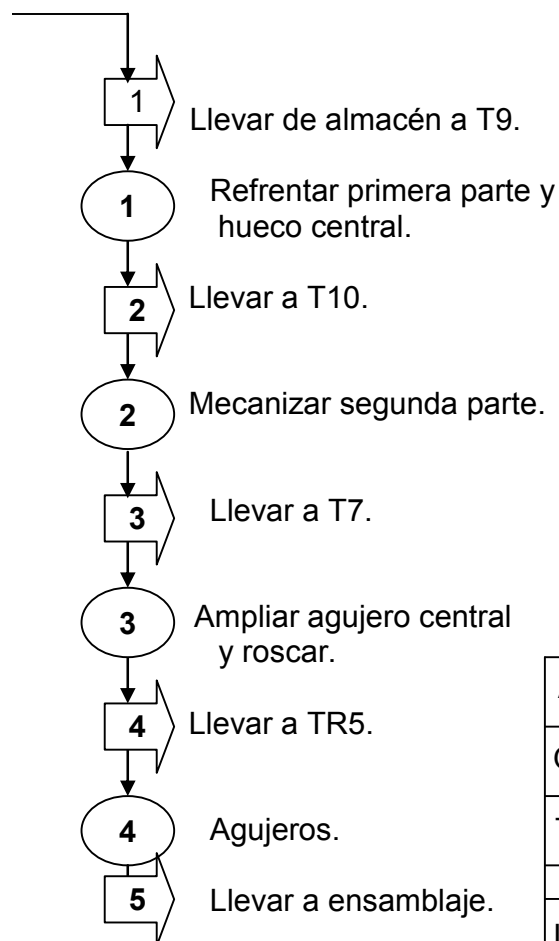 1
Llevar de almacén a T9.
1
Refrentar primera parte y
hueco central.
2
Llevar a T10.
2
Mecanizar segunda parte.
3
Llevar a T7.
3
Ampliar agujero central
y roscar.
4
Llevar a TR5.
4
Agujeros.
5
Llevar a ensamblaje.